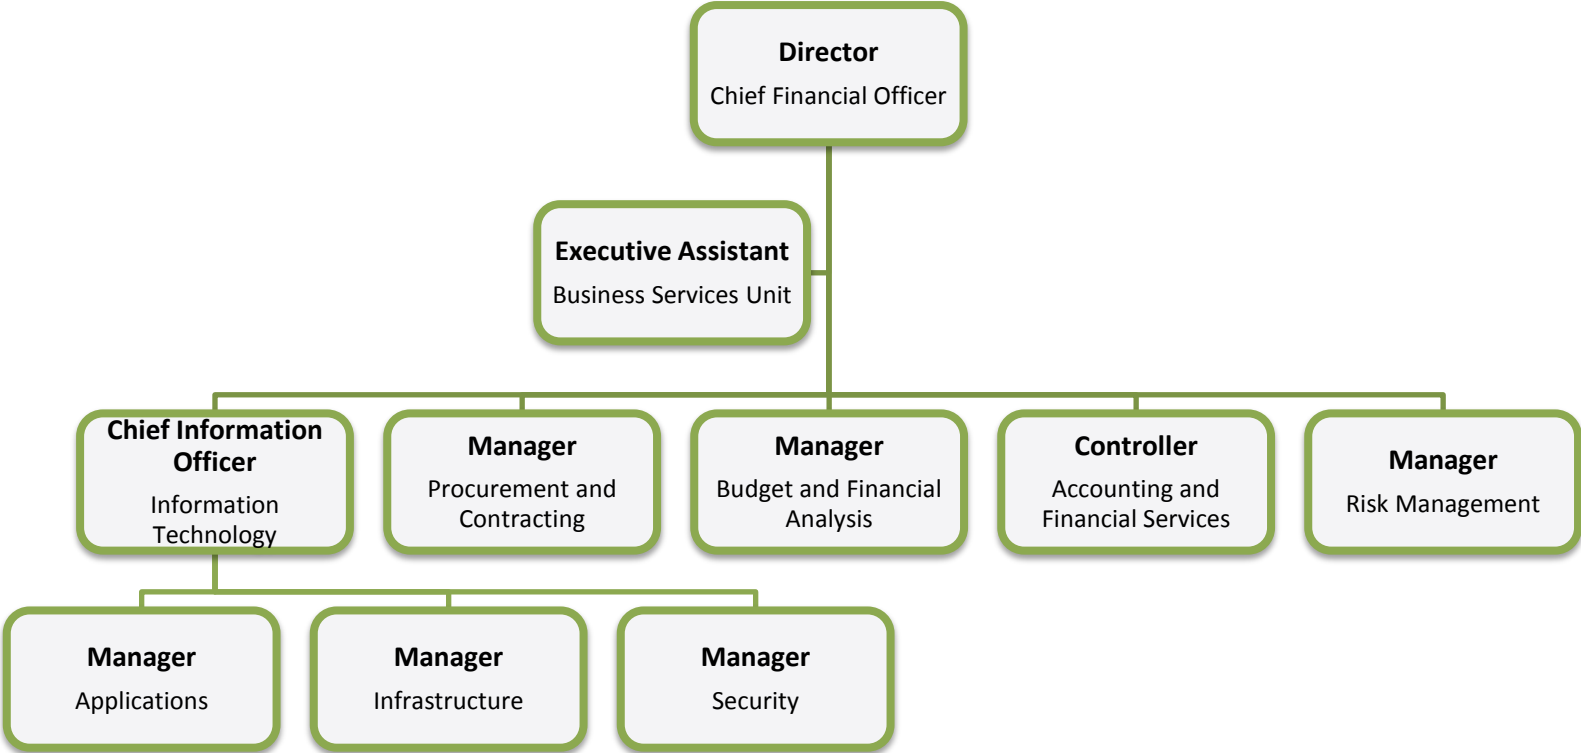 Director
Chief Financial Officer
Executive Assistant
Business Services Unit
Chief Information
Officer
Information
Technology
Manager
Procurement and
Contracting
Manager
Budget and Financial
Analysis
Controller
Accounting and
Financial Services
Manager
Risk Management
Manager
Applications
Manager
Infrastructure
Manager
Security